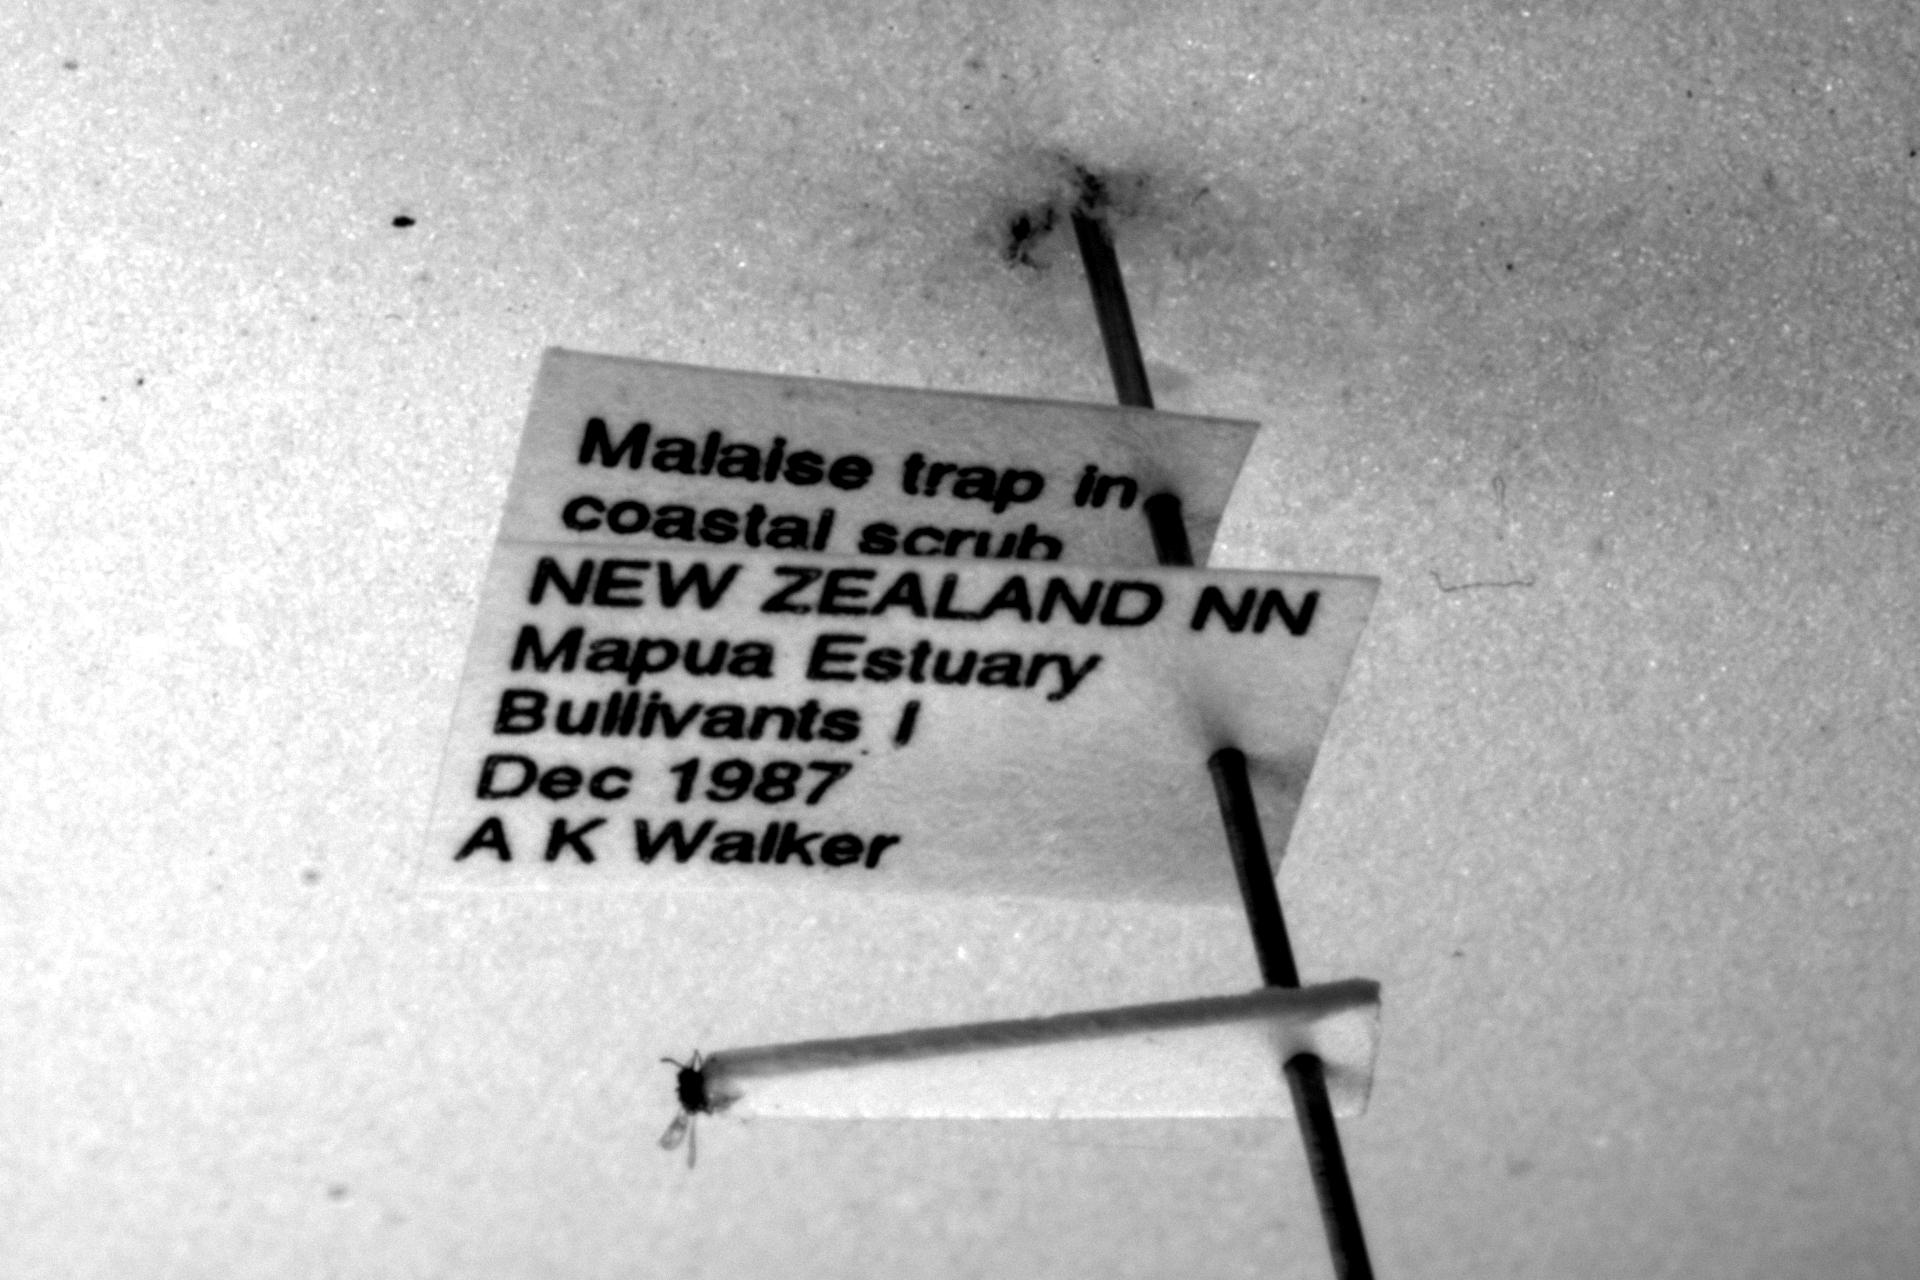 Malaise trap in
coastal scrub
NEW ZEALAND NN
Mapua Estuary
Bullivants I
Dec 1987
A K Walker